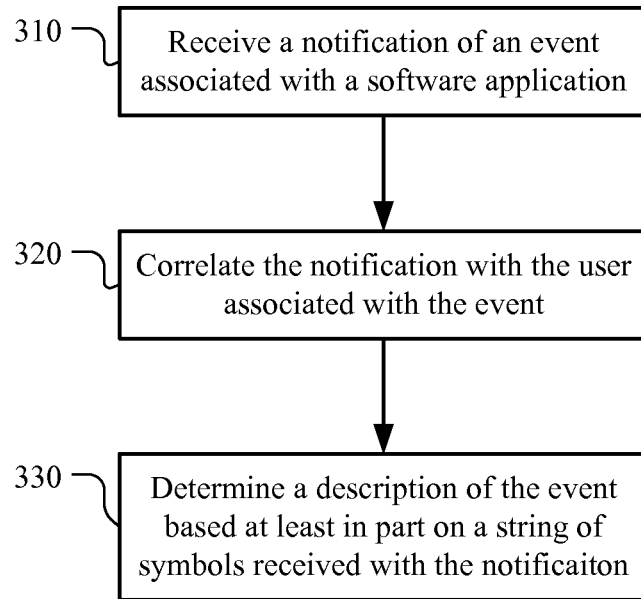 310
Receive a notification of an event
associated with a software application
320
Correlate the notification with the user
associated with the event
330
Determine a description of the event
based at least in part on a string of
symbols received with the notificaiton